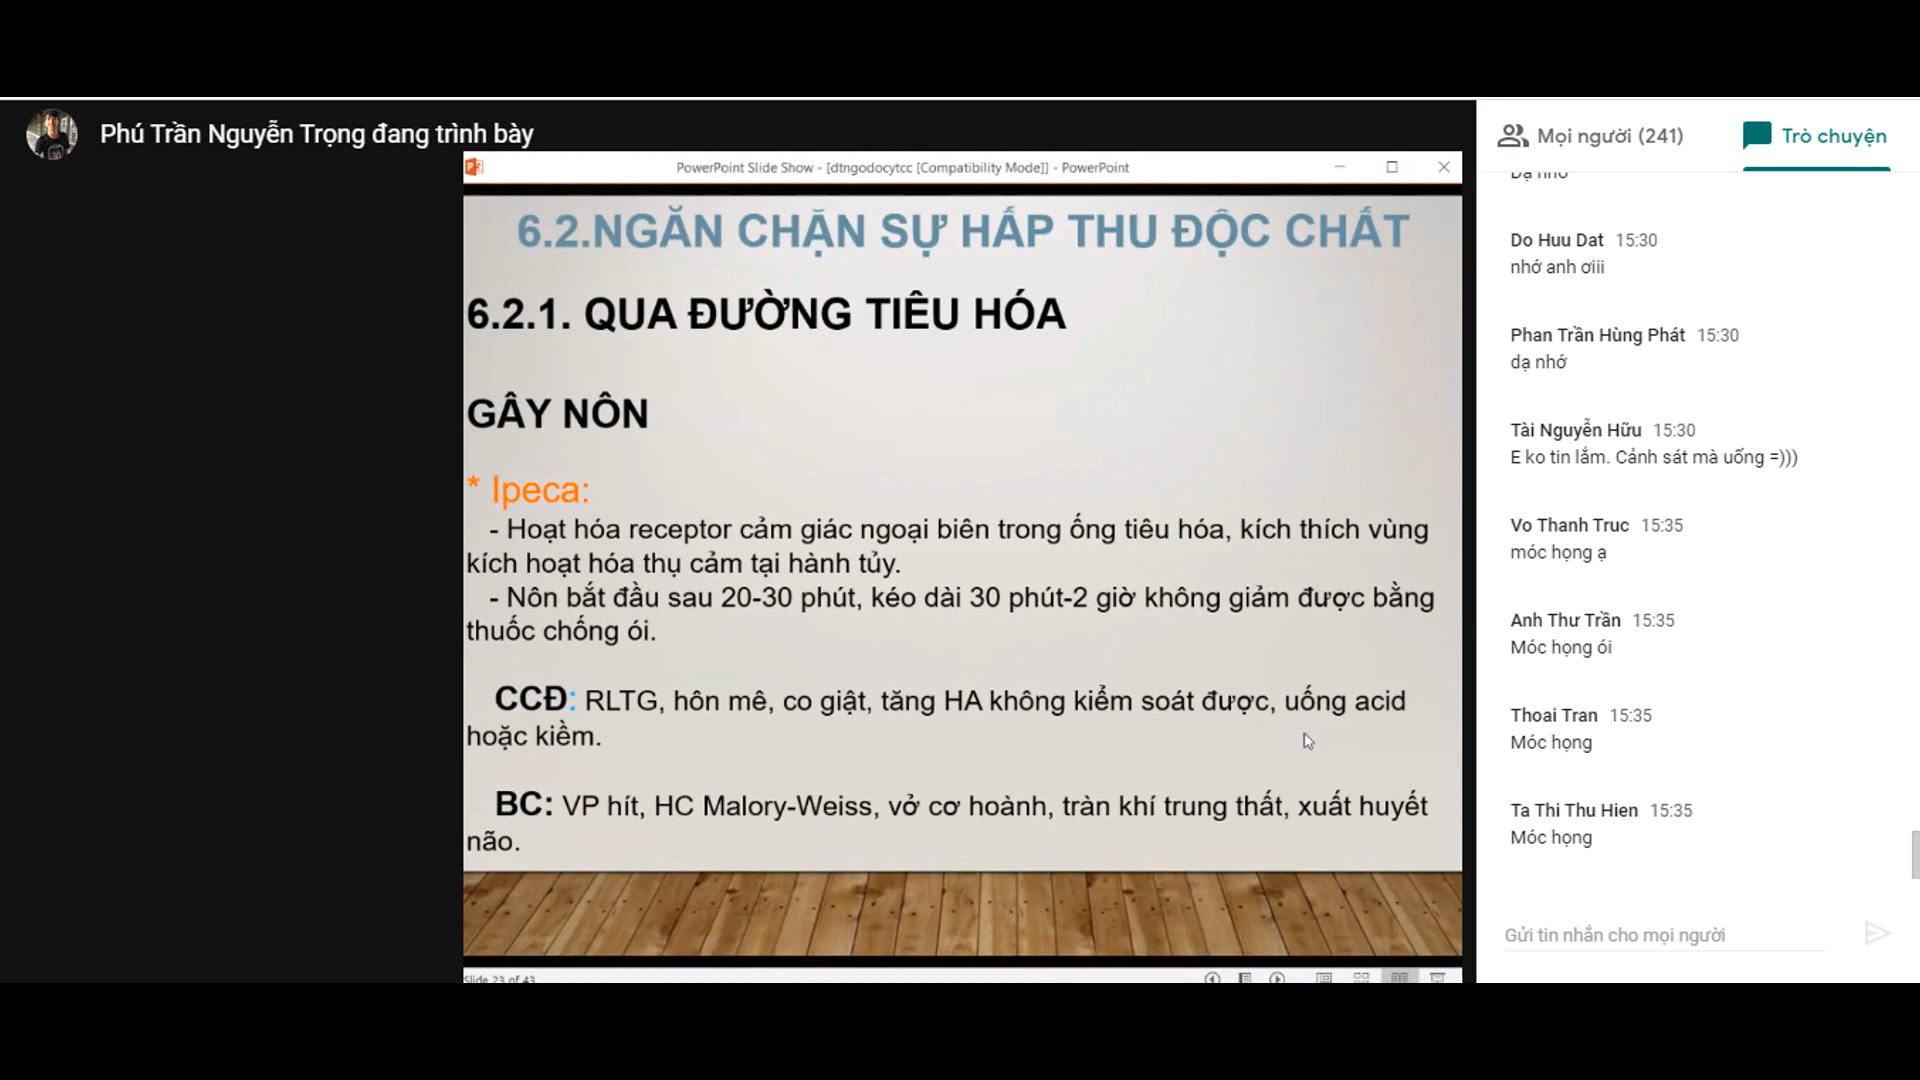 Phú Trần Nguyễn Trọng đang trình bày
PowerPoint Slide Show - [dtngodocytcc [Compatibility Mode]] - PowerPoint
6.2.NGĂN CHẶN SỰ HẤP THU ĐỘC CHẤT
6.2.1. QUA ĐƯỜNG TIÊU HÓA
GÂY NÔN
* Ipeca:
- Hoạt hóa receptor cảm giác ngoại biên trong ống tiêu hóa, kích thích vùng
kích hoạt hóa thụ cảm tại hành tủy.
- Nôn bắt đầu sau 20-30 phút, kéo dài 30 phút-2 giờ không giảm được bằng
thuốc chống ói.
CCĐ: RLTG, hôn mê, co giật, tăng HA không kiểm soát được, uống acid
hoặc kiềm.
BC: VP hít, HC Malory-Weiss, vở cơ hoành, tràn khí trung thất, xuất huyết
não.
Slide 23 of 43
Mọi người (241)
Trò chuyện
Dạ nhớ
Do Huu Dat 15:30
nhớ anh ơiii
Phan Trần Hùng Phát 15:30
dạ nhớ
Tài Nguyễn Hữu 15:30
E ko tin lắm. Cảnh sát mà uống =)))
Vo Thanh Truc 15:35
móc họng ạ
Anh Thư Trần 15:35
Móc họng ói
Thoai Tran 15:35
Móc họng
Ta Thi Thu Hien 15:35
Móc họng
Gửi tin nhắn cho mọi người